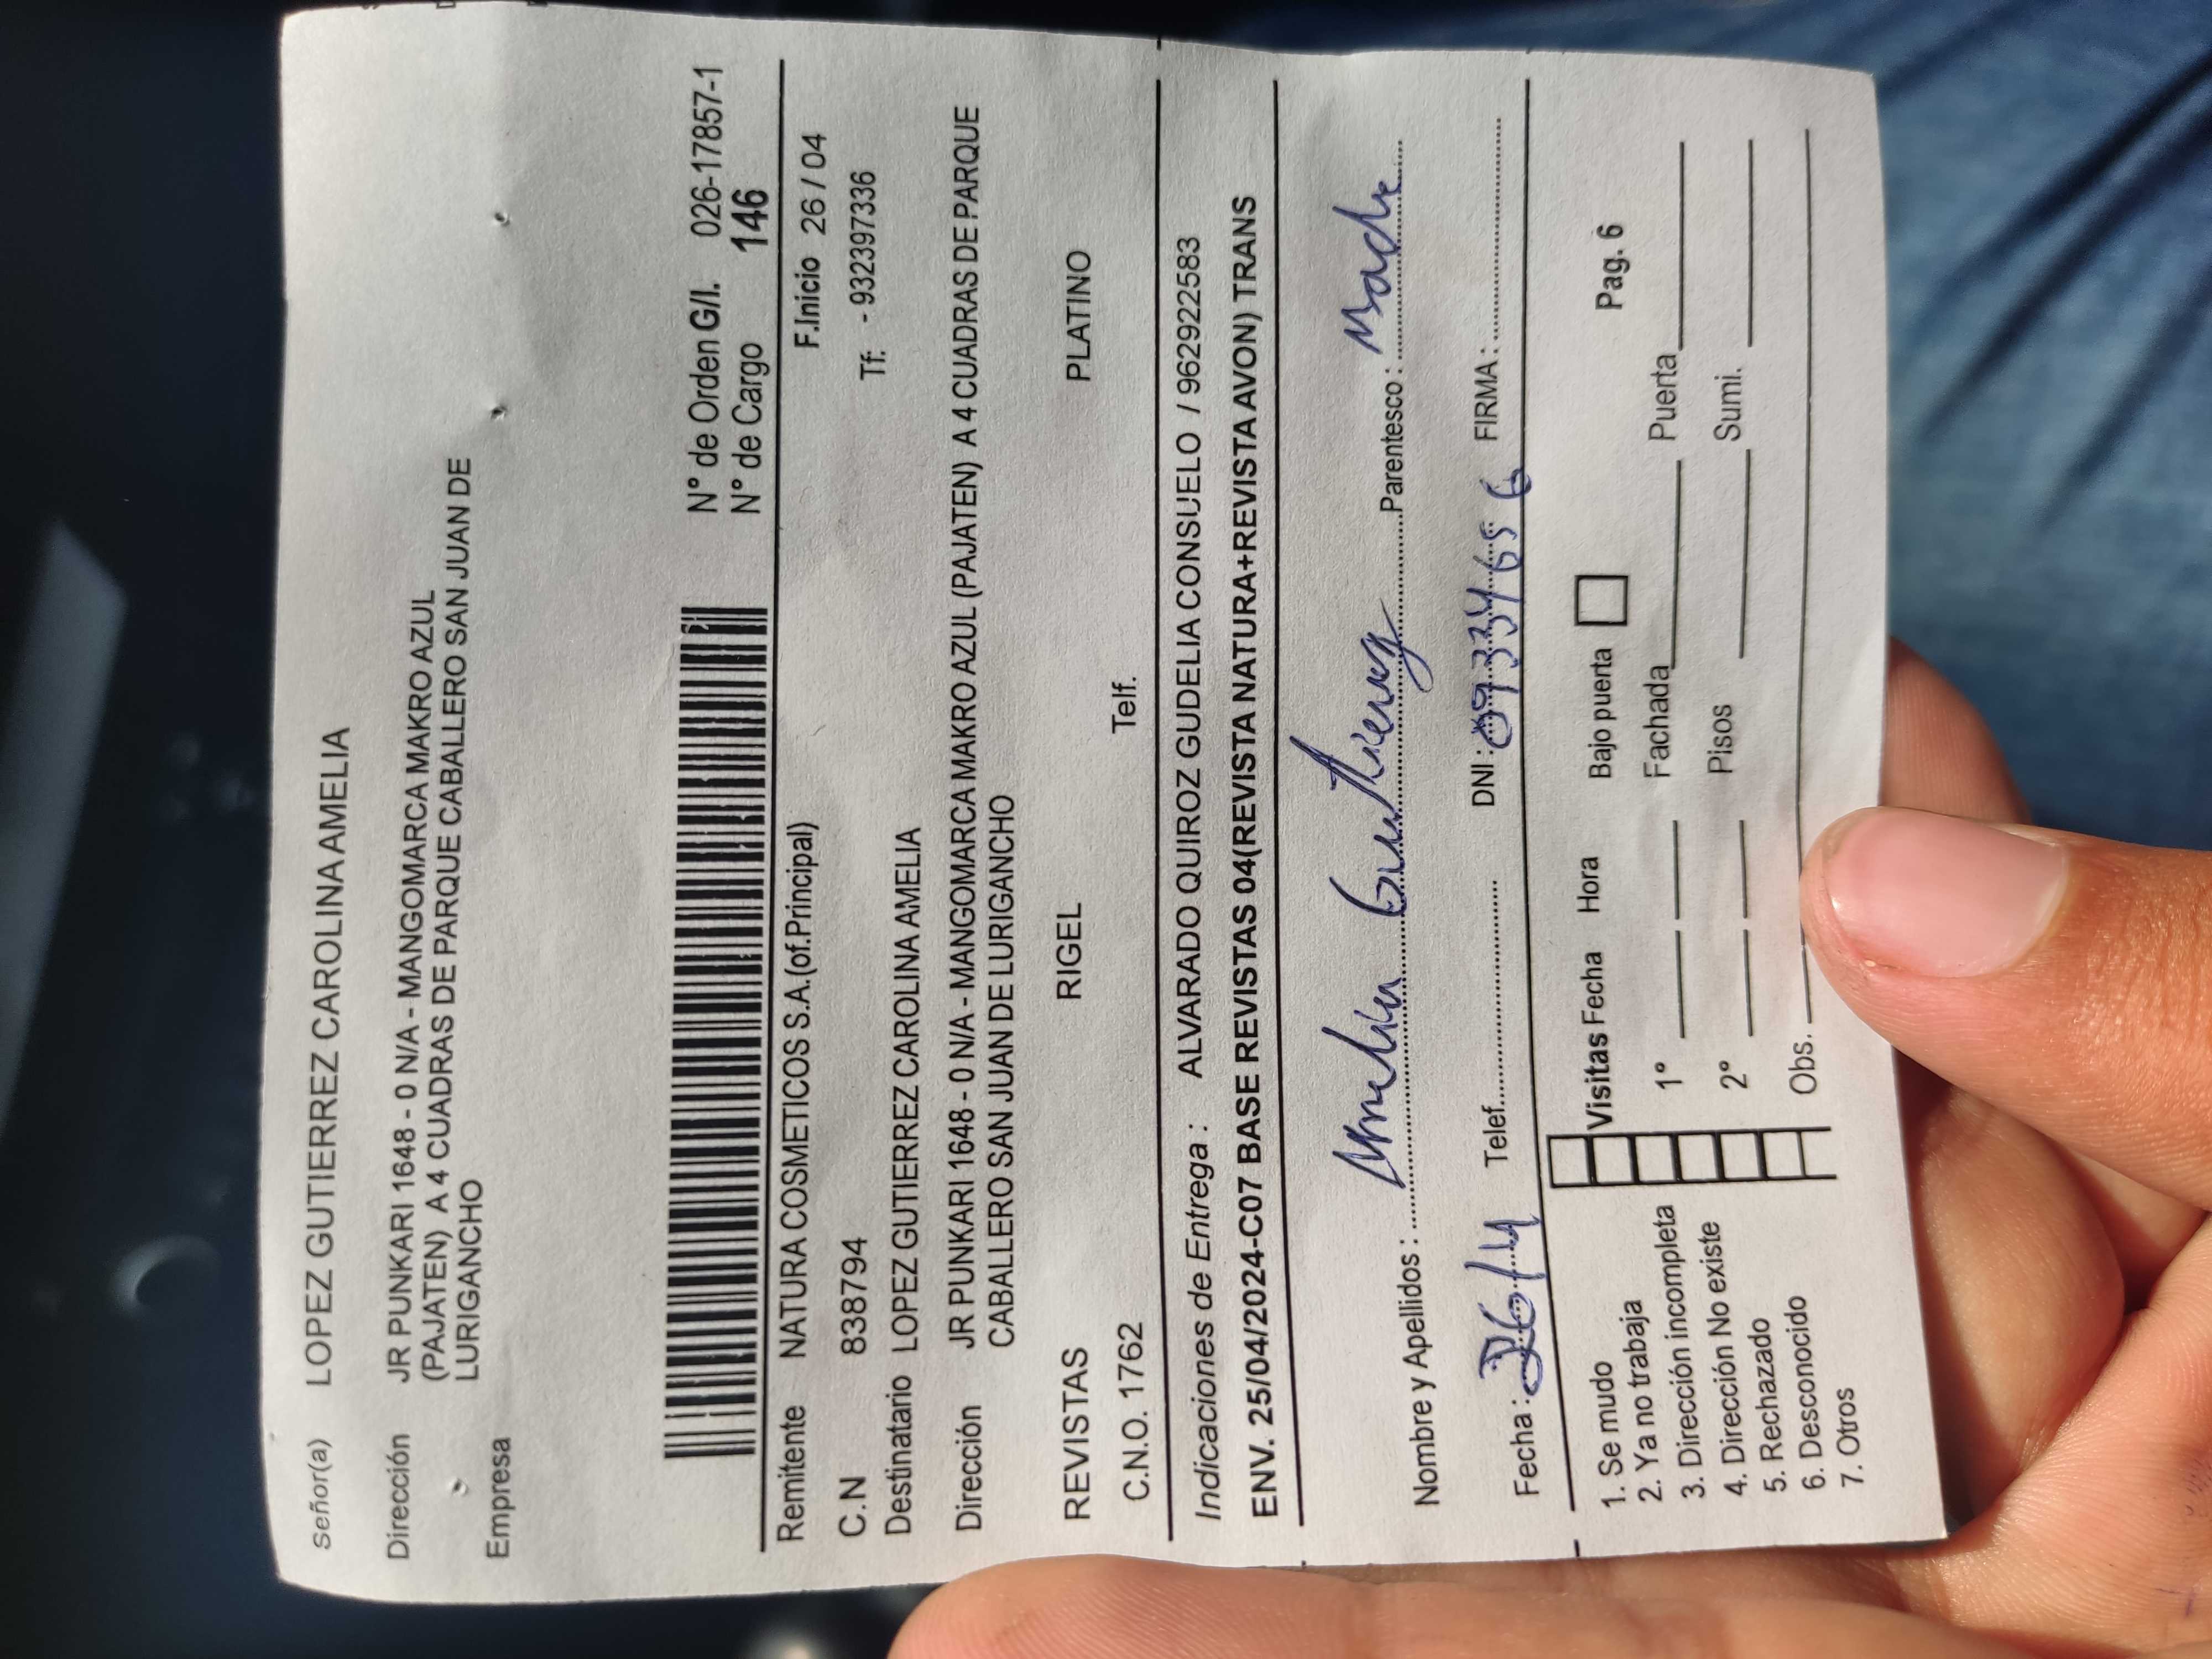 Señor(a) LOPEZ GUTIERREZ CAROLINA AMELIA
Dirección JR PUNKARI 1648 - 0 N/A - MANGOMARCA MAKRO AZUL
(PAJATEN) A 4 CUADRAS DE PARQUE CABALLERO SAN JUAN DE
LURIGANCHO
Empresa
N° de Orden G/I. 026-17857-1
N° de Cargo 146
Remitente NATURA COSMETICOS S.A.(of.Principal) F.Inicio 26 / 04
C.N 838794 Tf: - 932397336
Destinatario LOPEZ GUTIERREZ CAROLINA AMELIA
Dirección JR PUNKARI 1648 - 0 N/A - MANGOMARCA MAKRO AZUL (PAJATEN) A 4 CUADRAS DE PARQUE
CABALLERO SAN JUAN DE LURIGANCHO
REVISTAS RIGEL PLATINO
C.N.O. 1762 Telf.
Indicaciones de Entrega : ALVARADO QUIROZ GUDELIA CONSUELO / 962922583
ENV. 25/04/2024-C07 BASE REVISTAS 04(REVISTA NATURA+REVISTA AVON) TRANS
Nombre y Apellidos : Amelia Gutierrez Parentesco : Madre
Fecha : 26/4 Telef. DNI : 09334656 FIRMA :
1. Se mudo
2. Ya no trabaja
3. Dirección incompleta
4. Dirección No existe
5. Rechazado
6. Desconocido
7. Otros
Visitas Fecha Hora Bajo puerta Pag. 6
1° Fachada Puerta
2° Pisos Sumi.
Obs.